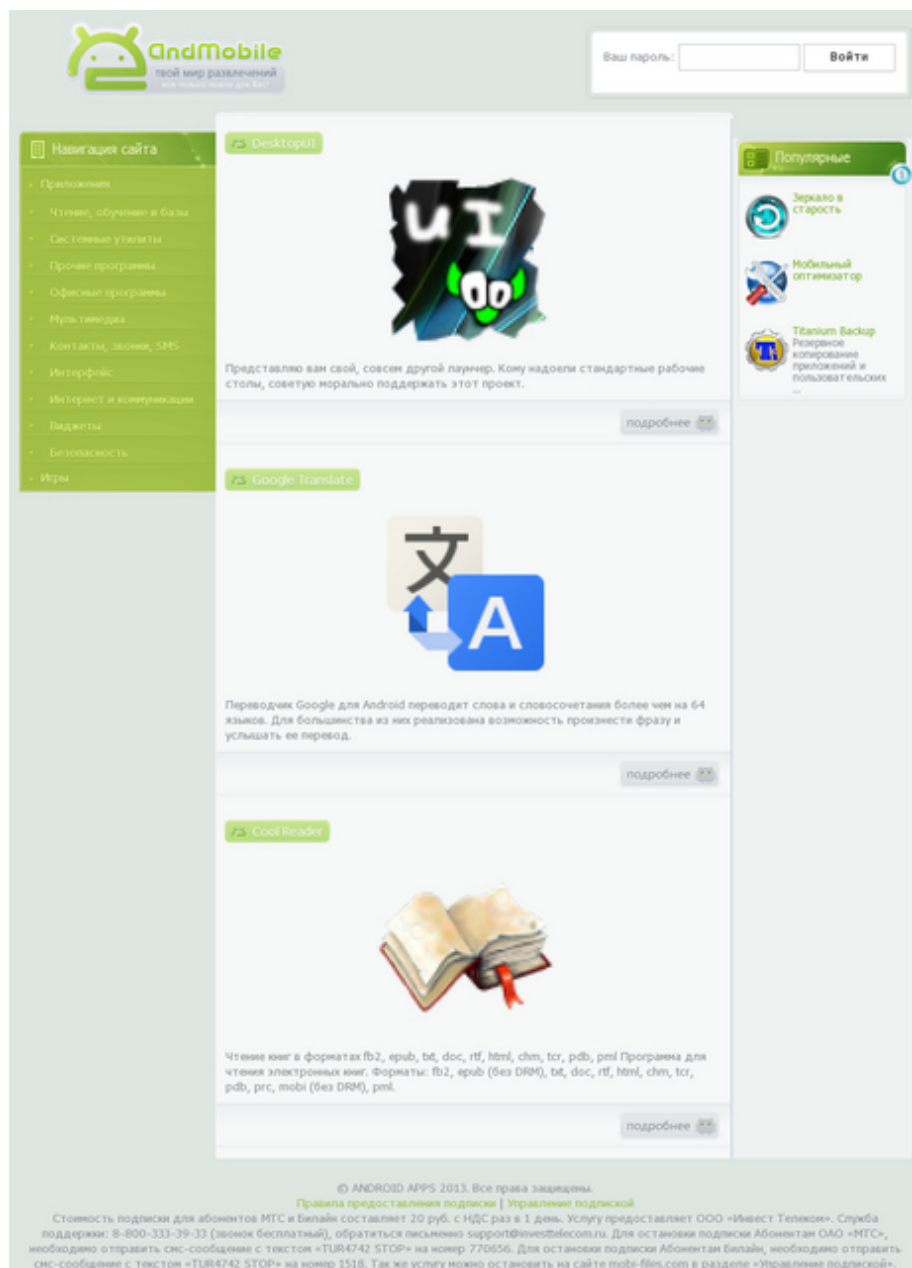 AndMobile
твой мир развлечений
все только новое для Вас!
Ваш пароль:
Войти
Навигация сайта
Приложения
Чтение, обучение и базы
Системные утилиты
Прочие программы
Офисные программы
Мультимедиа
Контакты, звонки, SMS
Интерфейс
Интернет и коммуникации
Виджеты
Безопасность
Игры
DesktopUI
UI
Представляю вам свой, совсем другой лаунчер. Кому надоели стандартные рабочие
столы, советую морально поддержать этот проект.
подробнее
Google Translate
文
A
Переводчик Google для Android переводит слова и словосочетания более чем на 64
языков. Для большинства из них реализована возможность произнести фразу и
услышать ее перевод.
подробнее
Cool Reader
Чтение книг в форматах fb2, epub, txt, doc, rtf, html, chm, tcr, pdb, pml Программа для
чтения электронных книг. Форматы: fb2, epub (без DRM), txt, doc, rtf, html, chm, tcr,
pdb, prc, mobi (без DRM), pml.
подробнее
Популярные
Зеркало в
старость
Мобильный
оптимизатор
Titanium Backup
Резервное
копирование
приложений и
пользовательских
...
© ANDROID APPS 2013. Все права защищены.
Правила предоставления подписки | Управление подпиской
Стоимость подписки для абонентов МТС и Билайн составляет 20 руб. с НДС раз в 1 день. Услугу предоставляет ООО «Инвест Телеком». Служба
поддержки: 8-800-333-39-33 (звонок бесплатный), обратиться письменно support@investtelecom.ru. Для остановки подписки Абонентам ОАО «МТС»,
необходимо отправить смс-сообщение с текстом «TUR4742 STOP» на номер 770656. Для остановки подписки Абонентам Билайн, необходимо отправить
смс-сообщение с текстом «TUR4742 STOP» на номер 1518. Так же услугу можно остановить на сайте mobi-files.com в разделе «Управление подпиской».